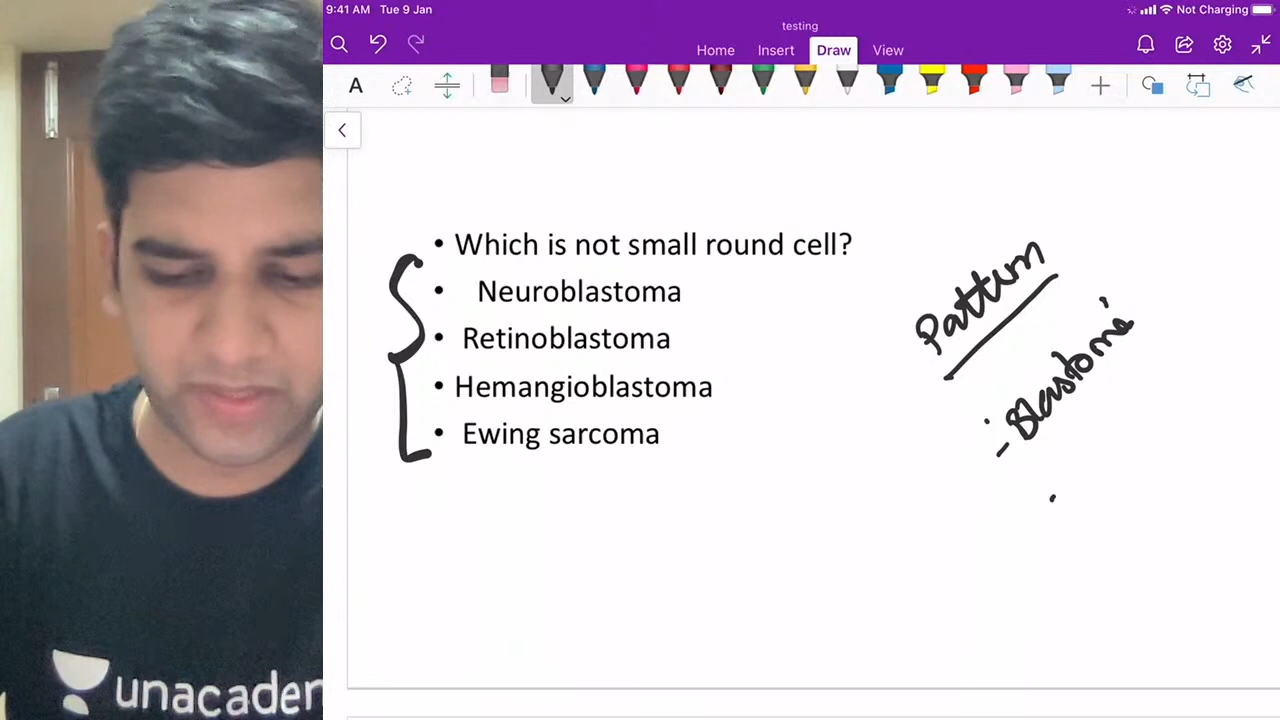 9:41 AM Tue 9 Jan
Not Charging
testing
Home Insert Draw View
A
• Which is not small round cell?
• Neuroblastoma
• Retinoblastoma
• Hemangioblastoma
• Ewing sarcoma
Pattern
- Blastoma
unacaden